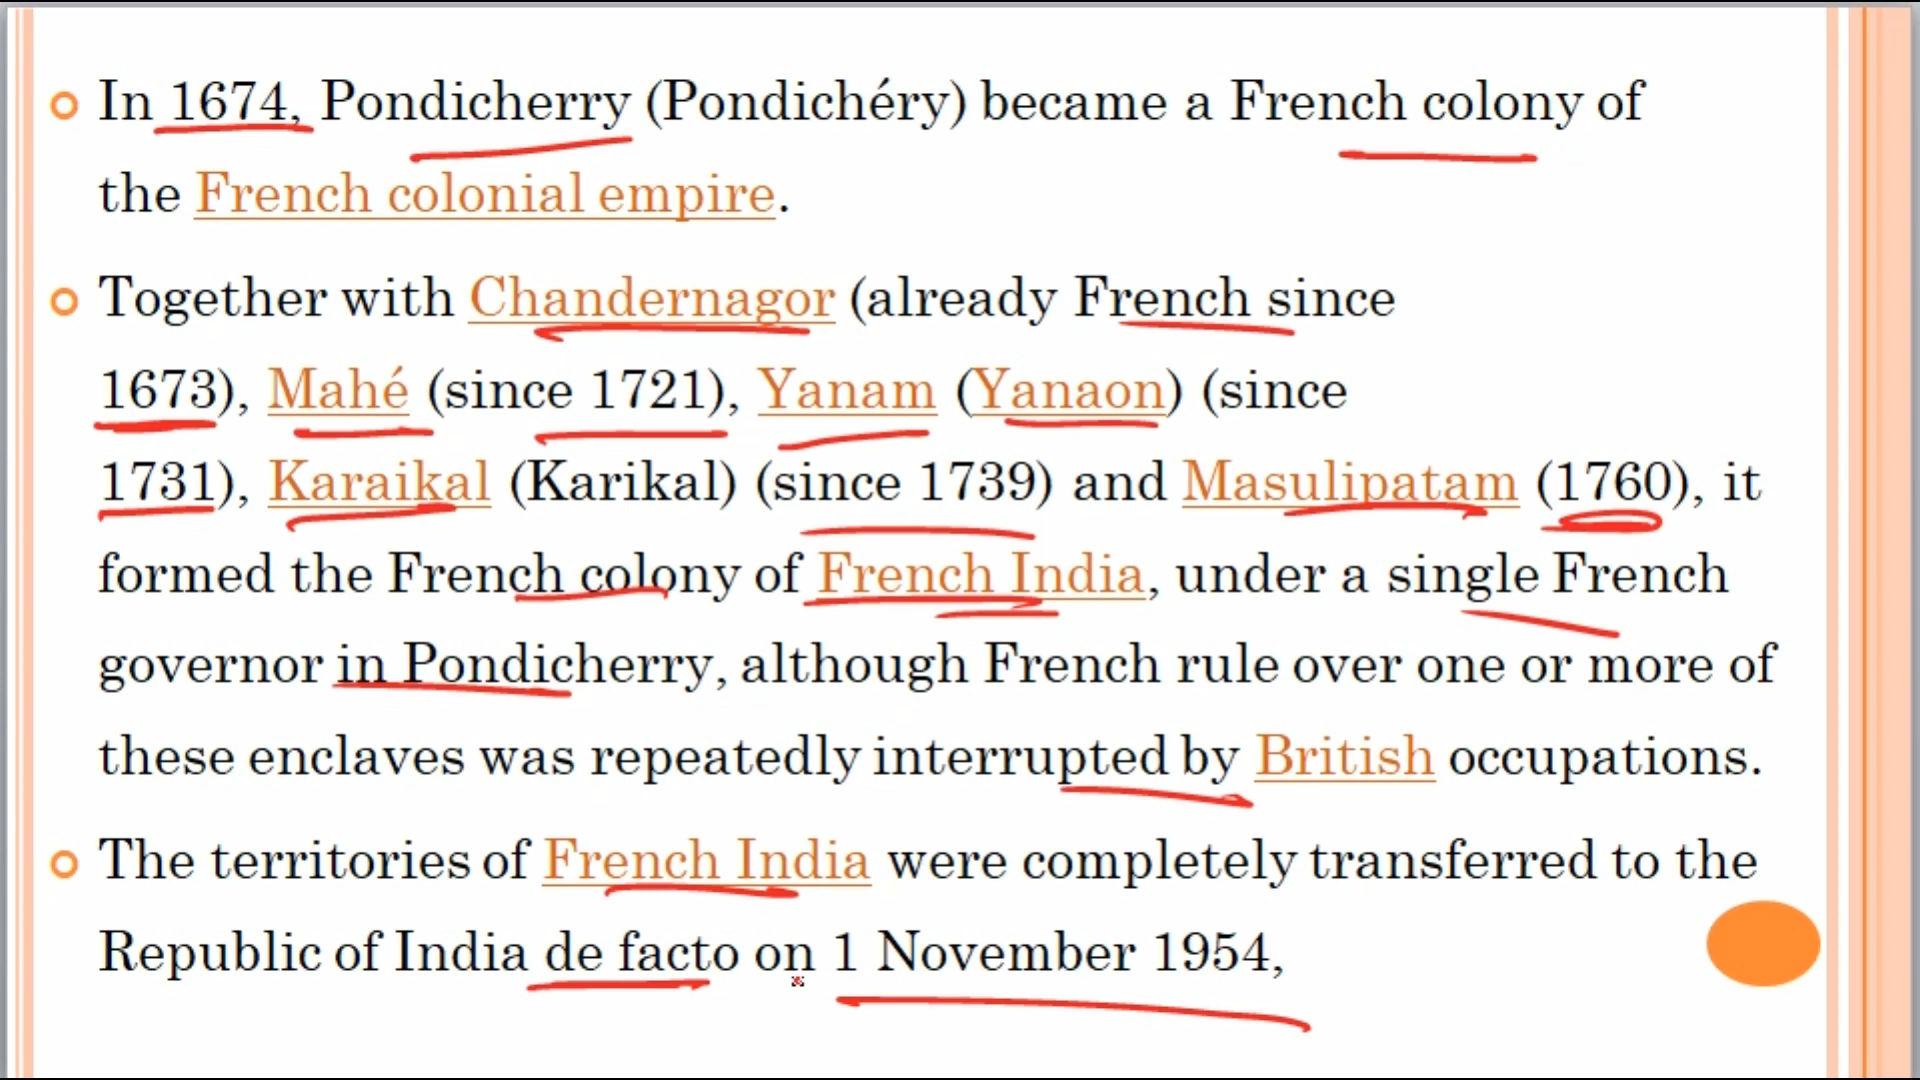 In 1674, Pondicherry (Pondichéry) became a French colony of
the French colonial empire.
Together with Chandernagor (already French since
1673), Mahé (since 1721), Yanam (Yanaon) (since
1731), Karaikal (Karikal) (since 1739) and Masulipatam (1760), it
formed the French colony of French India, under a single French
governor in Pondicherry, although French rule over one or more of
these enclaves was repeatedly interrupted by British occupations.
The territories of French India were completely transferred to the
Republic of India de facto on 1 November 1954,